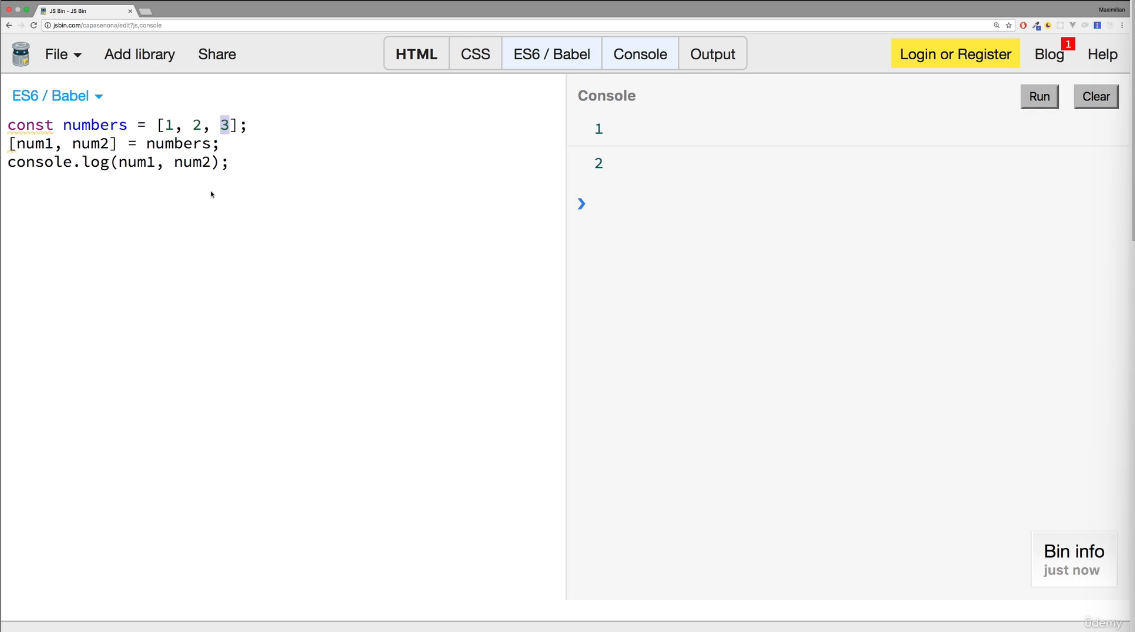 Maximilian
JS Bin - JS Bin
jsbin.com/capasenona/edit?js,console
File Add library Share HTML CSS ES6 / Babel Console Output Login or Register Blog 1 Help
ES6 / Babel
const numbers = [1, 2, 3];
[num1, num2] = numbers;
console.log(num1, num2);
Console Run Clear
1
2
Bin info
just now
Udemy